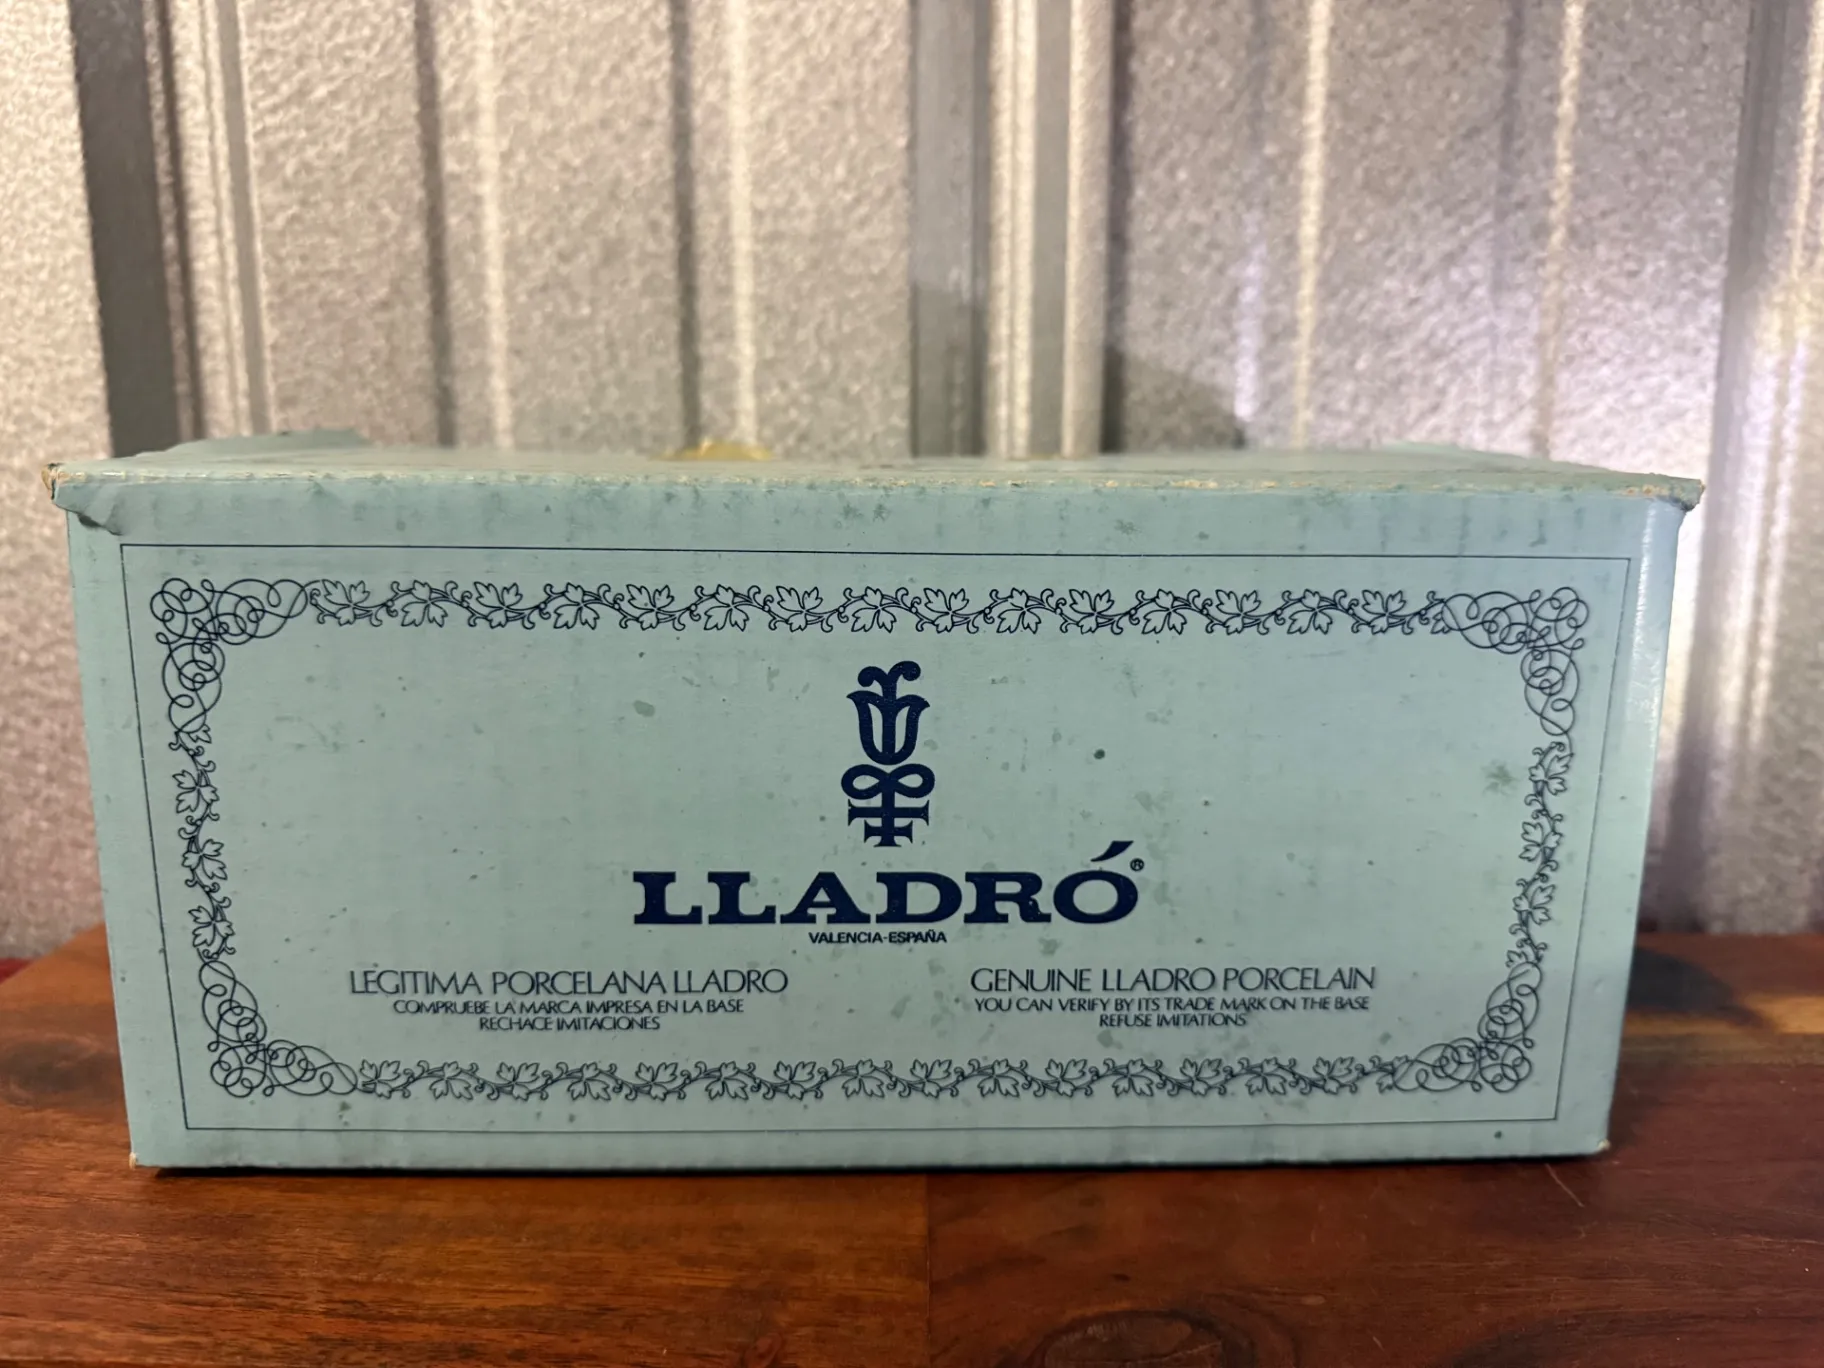 LLADRÓ®
VALENCIA-ESPAÑA
LEGITIMA PORCELANA LLADRO
COMPRUEBE LA MARCA IMPRESA EN LA BASE
RECHACE IMITACIONES
GENUINE LLADRO PORCELAIN
YOU CAN VERIFY BY ITS TRADE MARK ON THE BASE
REFUSE IMITATIONS